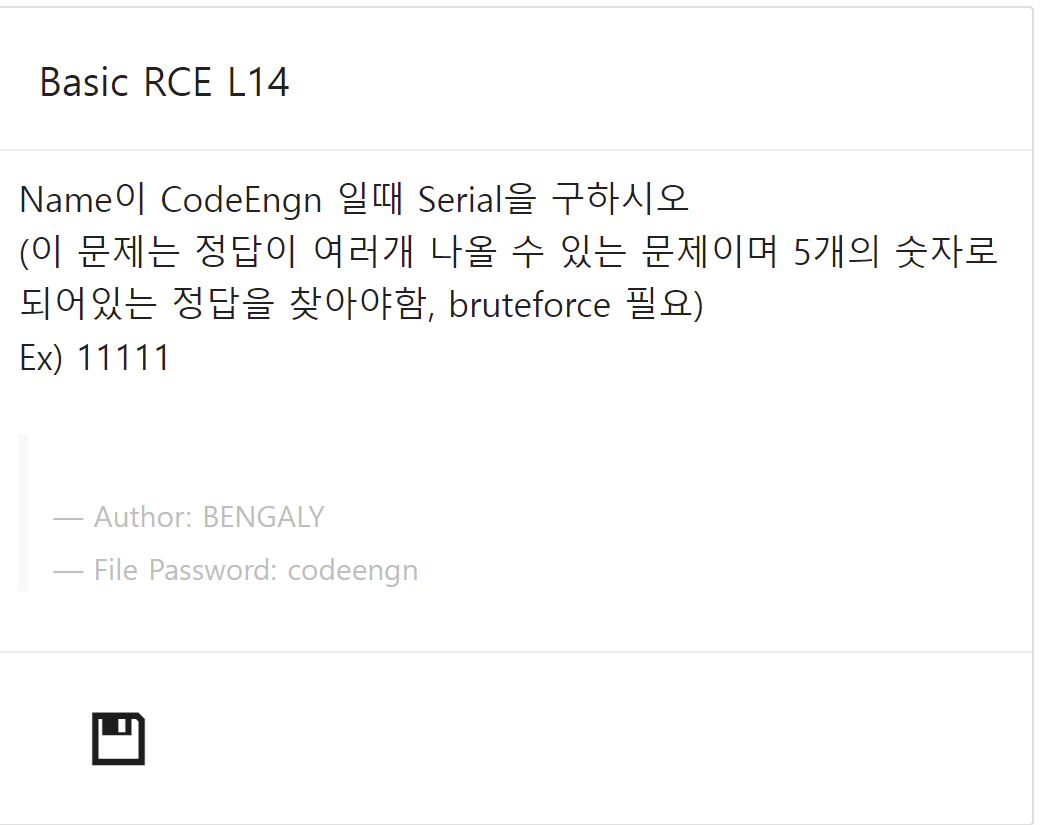 Basic RCE L14
Name이 CodeEngn 일때 Serial을 구하시오
(이 문제는 정답이 여러개 나올 수 있는 문제이며 5개의 숫자로
되어있는 정답을 찾아야함, bruteforce 필요)
Ex) 11111
— Author: BENGALY
— File Password: codeengn